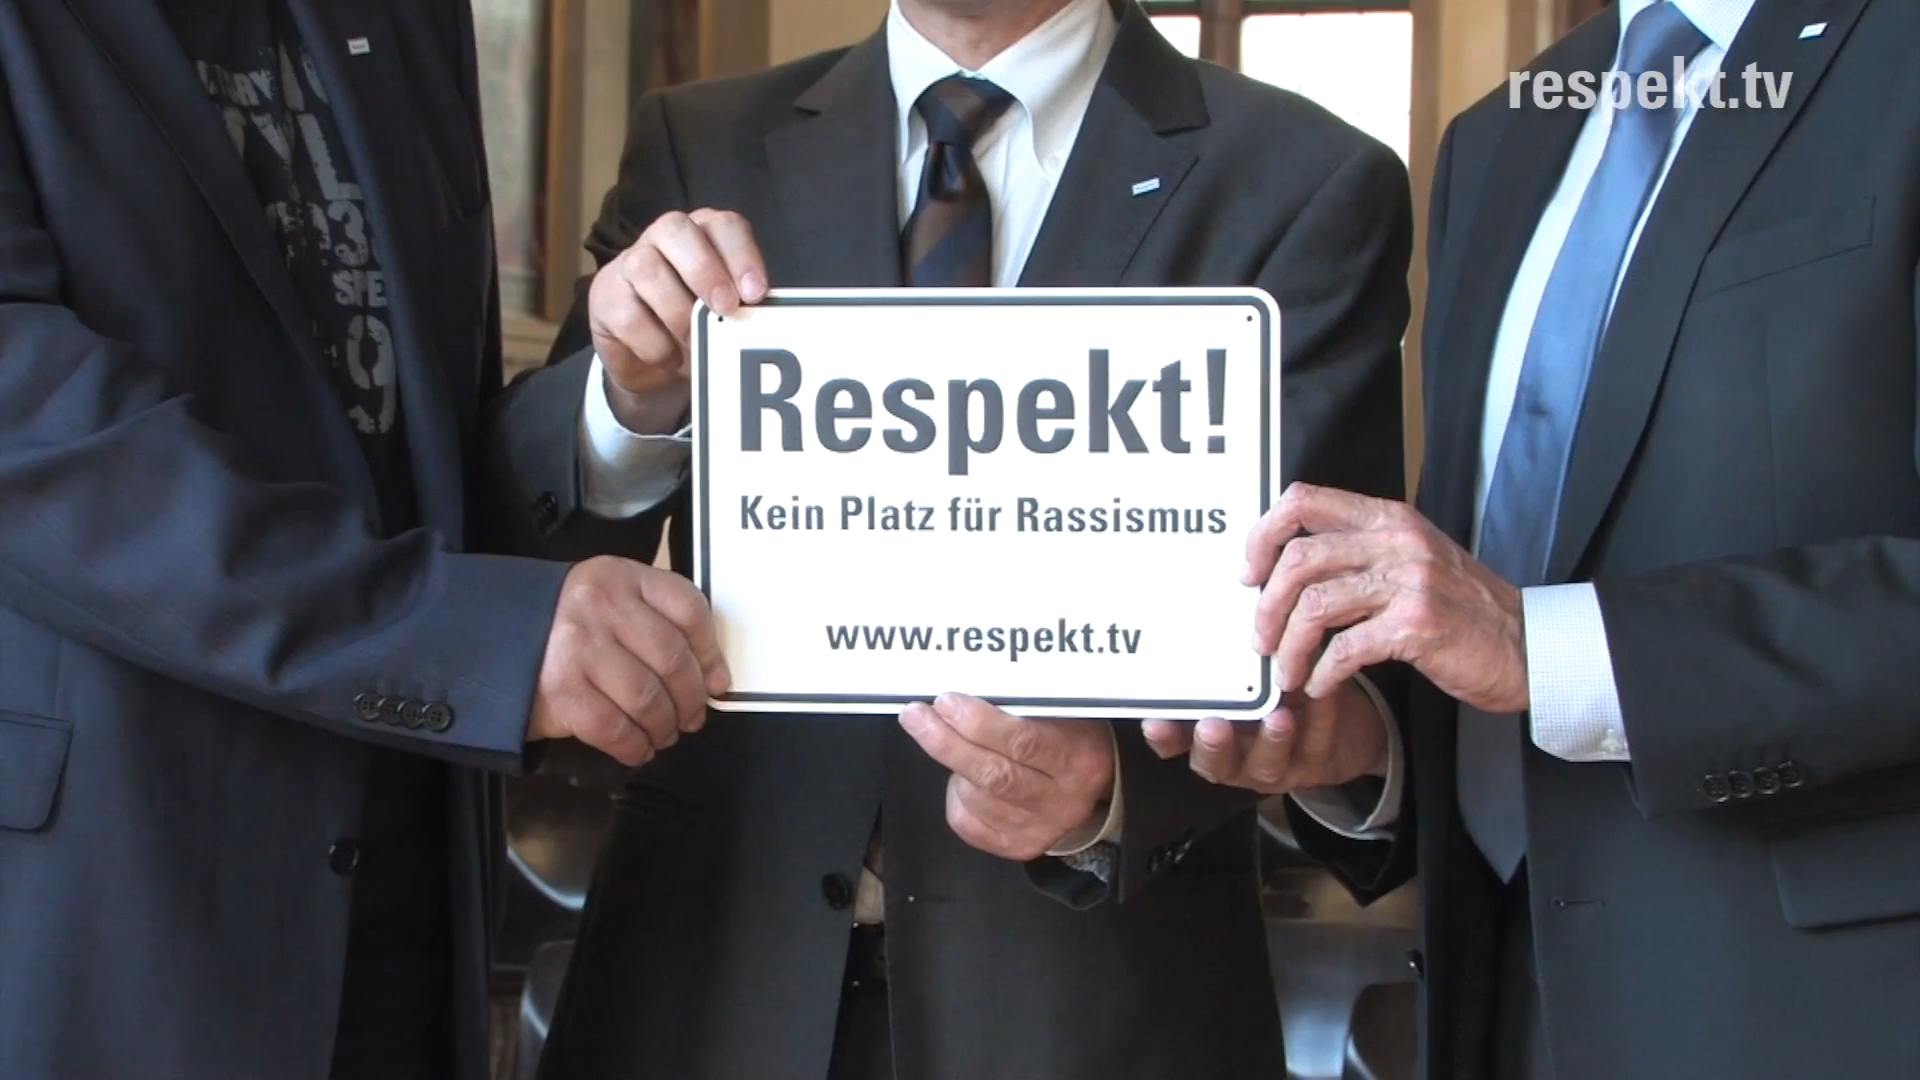 respekt.tv
Respekt!
Kein Platz für Rassismus
www.respekt.tv